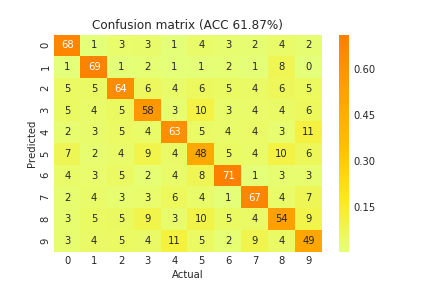 Confusion matrix (ACC 61.87%)
Predicted
0 68 1 3 3 1 4 3 2 4 2
1 1 69 1 2 1 1 2 1 8 0
2 5 5 64 6 4 6 5 4 6 5
3 5 4 5 58 3 10 3 4 4 6
4 2 3 5 4 63 5 4 4 3 11
5 7 2 4 9 4 48 5 4 10 6
6 4 3 5 2 4 8 71 1 3 3
7 2 4 3 3 6 4 1 67 4 7
8 3 5 5 9 3 10 5 4 54 9
9 3 4 5 4 11 5 2 9 4 49
0 1 2 3 4 5 6 7 8 9
Actual
0.60
0.45
0.30
0.15